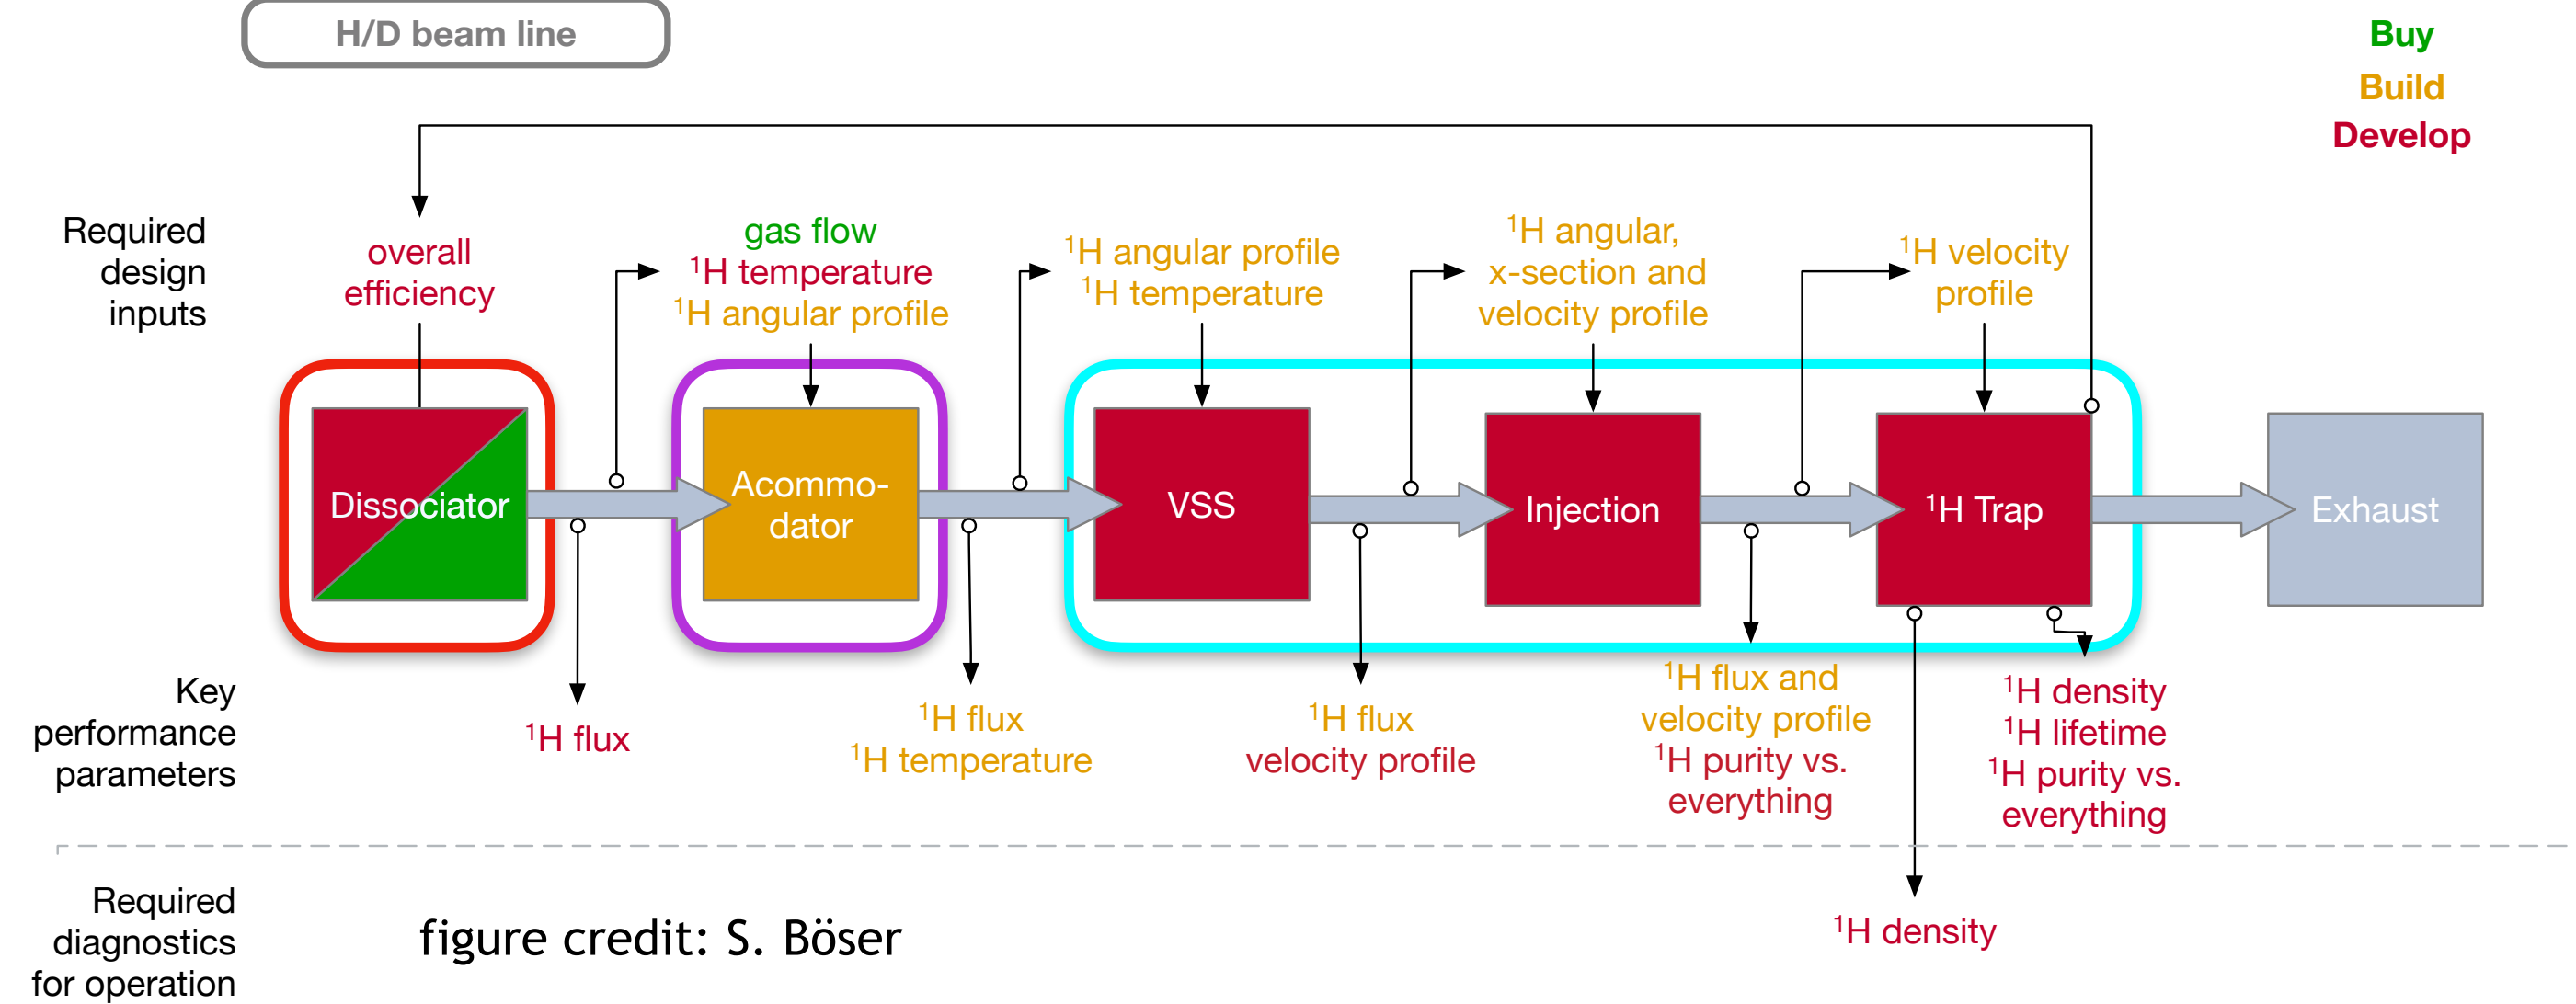 H/D beam line
Buy
Build
Develop
Required
design
inputs
overall
efficiency
gas flow
¹H temperature
¹H angular profile
¹H angular profile
¹H temperature
¹H angular,
x-section and
velocity profile
¹H velocity
profile
Dissociator
Acommo-
dator
VSS
Injection
¹H Trap
Exhaust
Key
performance
parameters
¹H flux
¹H flux
¹H temperature
¹H flux
velocity profile
¹H flux and
velocity profile
¹H purity vs.
everything
¹H density
¹H lifetime
¹H purity vs.
everything
Required
diagnostics
for operation
figure credit: S. Böser
¹H density